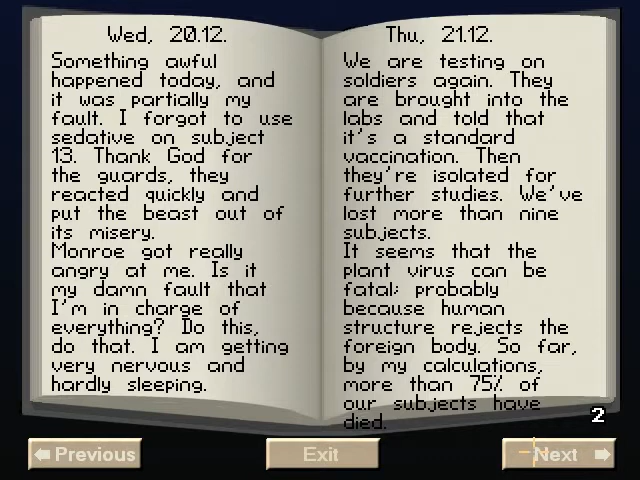 Wed, 20.12.
Something awful
happened today, and
it was partially my
fault. I forgot to use
sedative on subject
13. Thank God for
the guards, they
reacted quickly and
put the beast out of
its misery.
Monroe got really
angry at me. Is it
my damn fault that
I'm in charge of
everything? Do this,
do that. I am getting
very nervous and
hardly sleeping.
Thu, 21.12.
We are testing on
soldiers again. They
are brought into the
labs and told that
it's a standard
vaccination. Then
they're isolated for
further studies. We've
lost more than nine
subjects.
It seems that the
plant virus can be
fatal; probably
because human
structure rejects the
foreign body. So far,
by my calculations,
more than 75% of
our subjects have
died.
2
Previous
Exit
Next